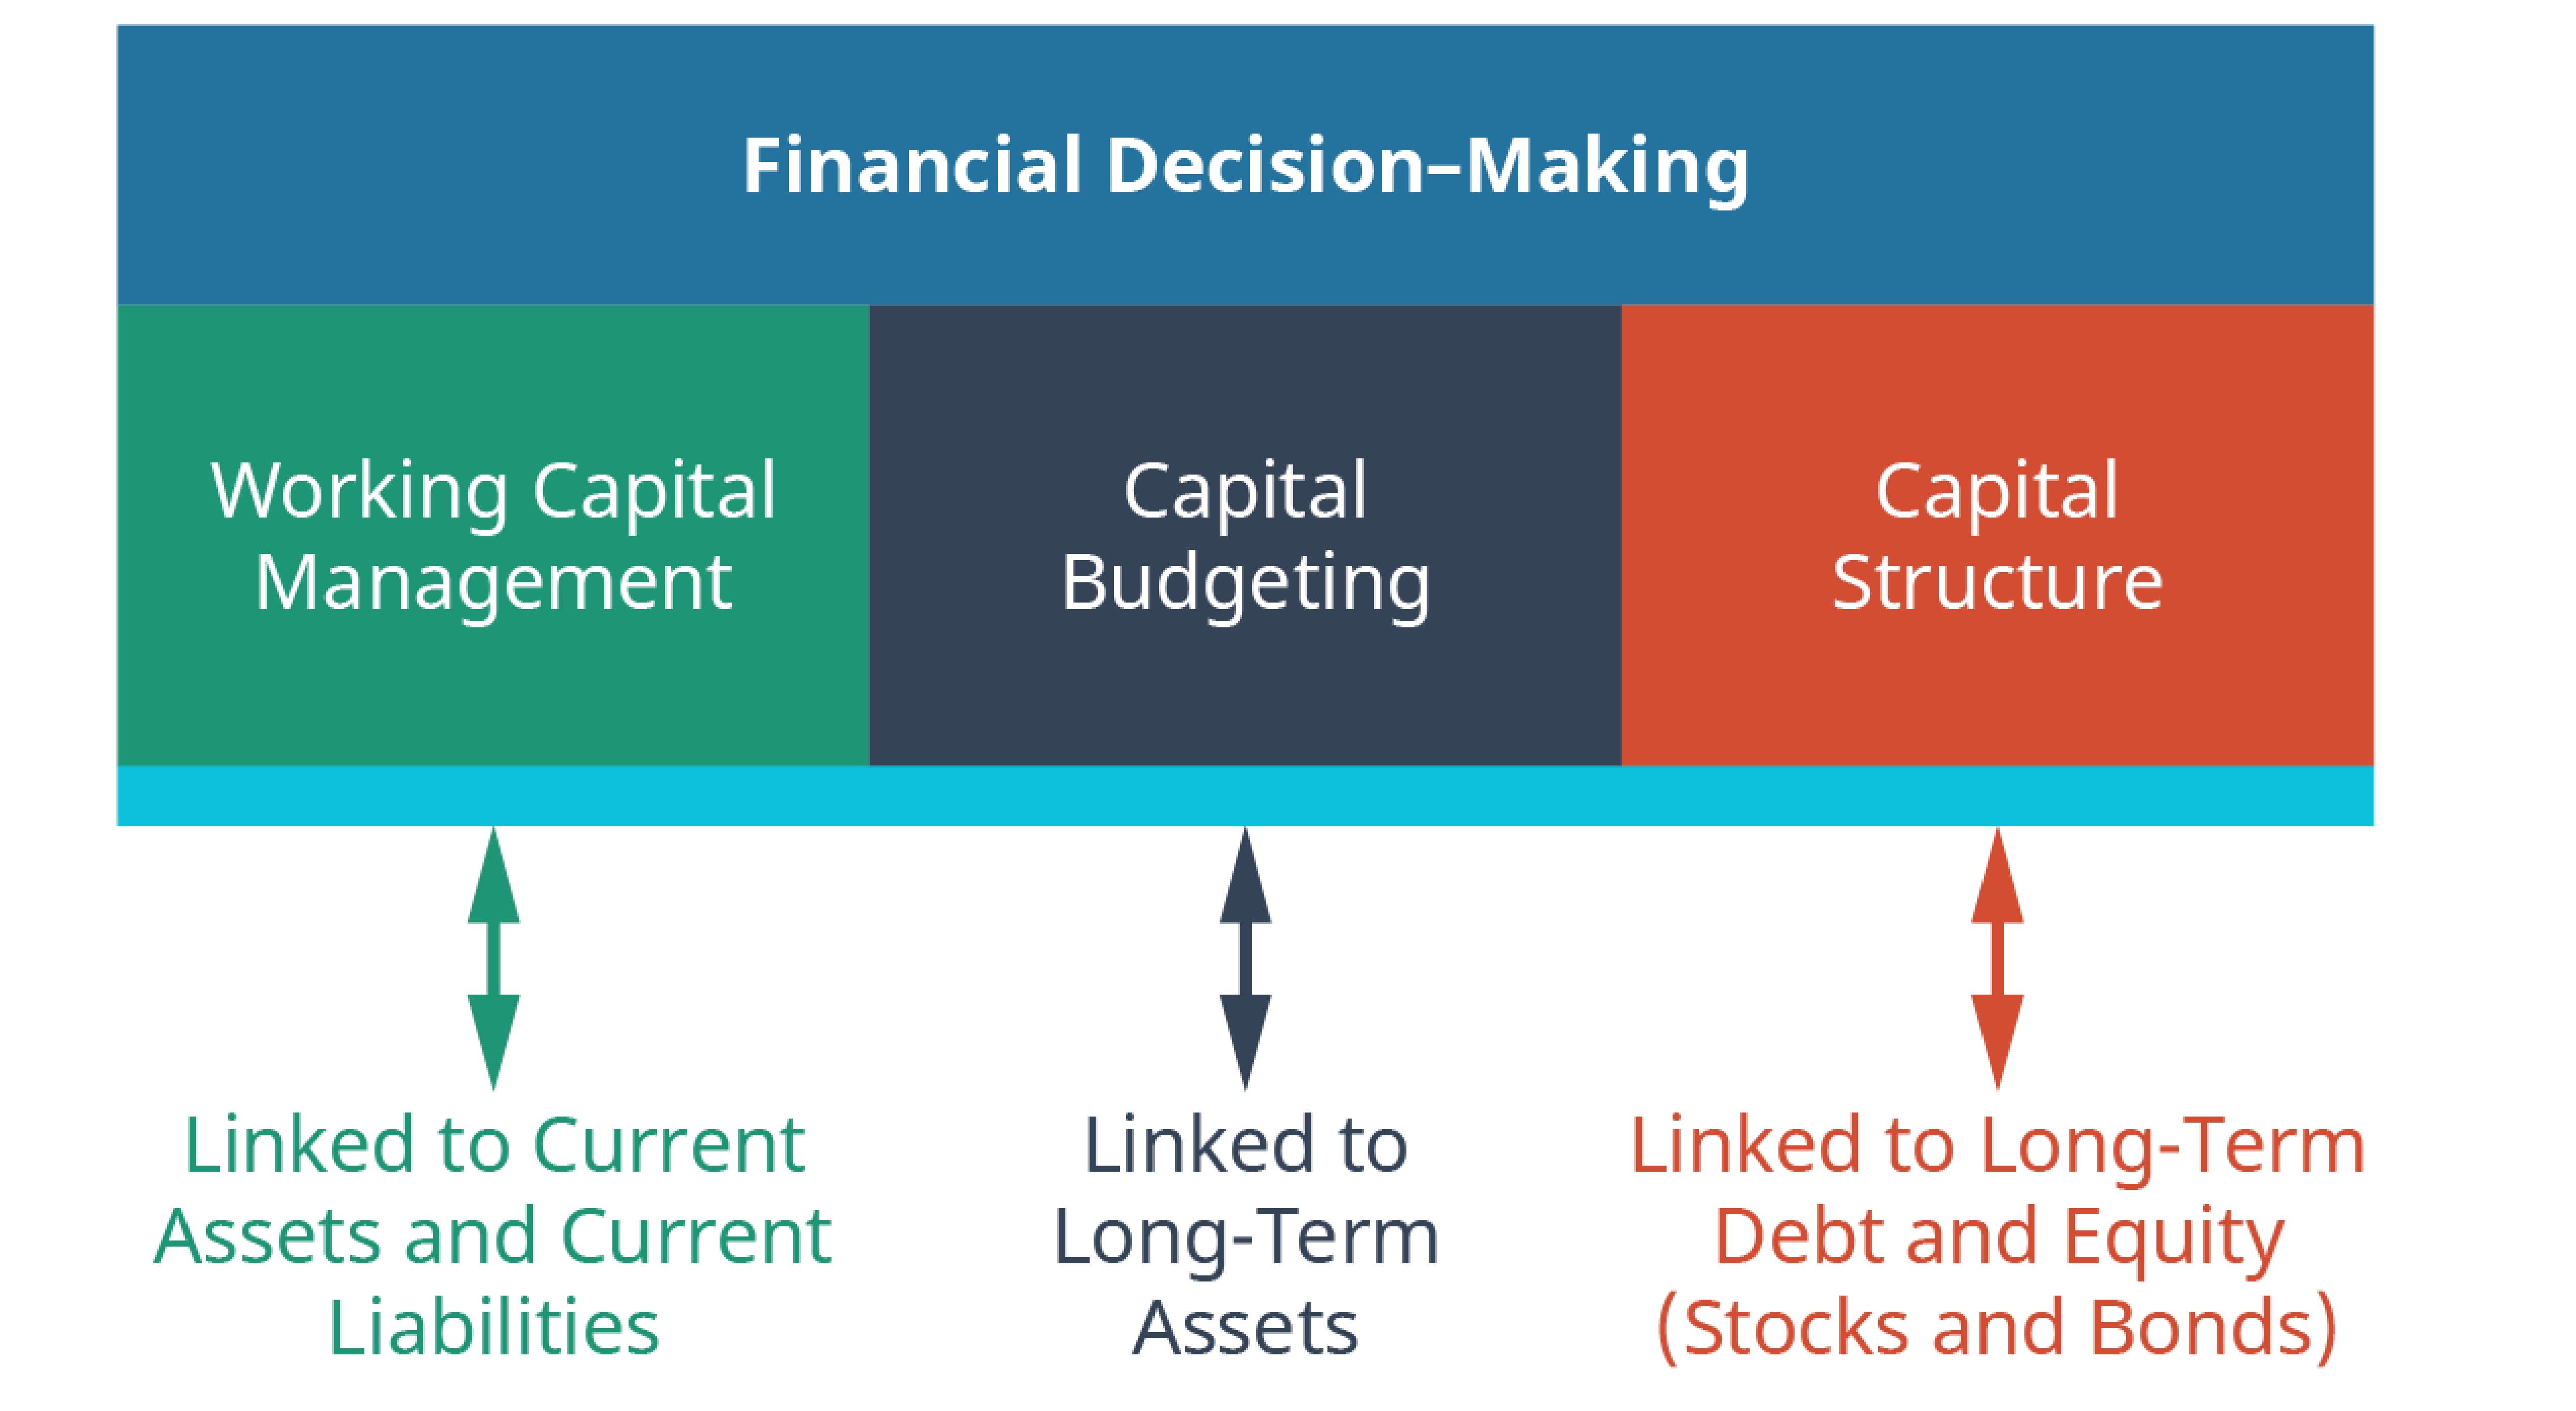 Financial Decision–Making
Working Capital
Management
Capital
Budgeting
Capital
Structure
Linked to Current
Assets and Current
Liabilities
Linked to
Long-Term
Assets
Linked to Long-Term
Debt and Equity
(Stocks and Bonds)